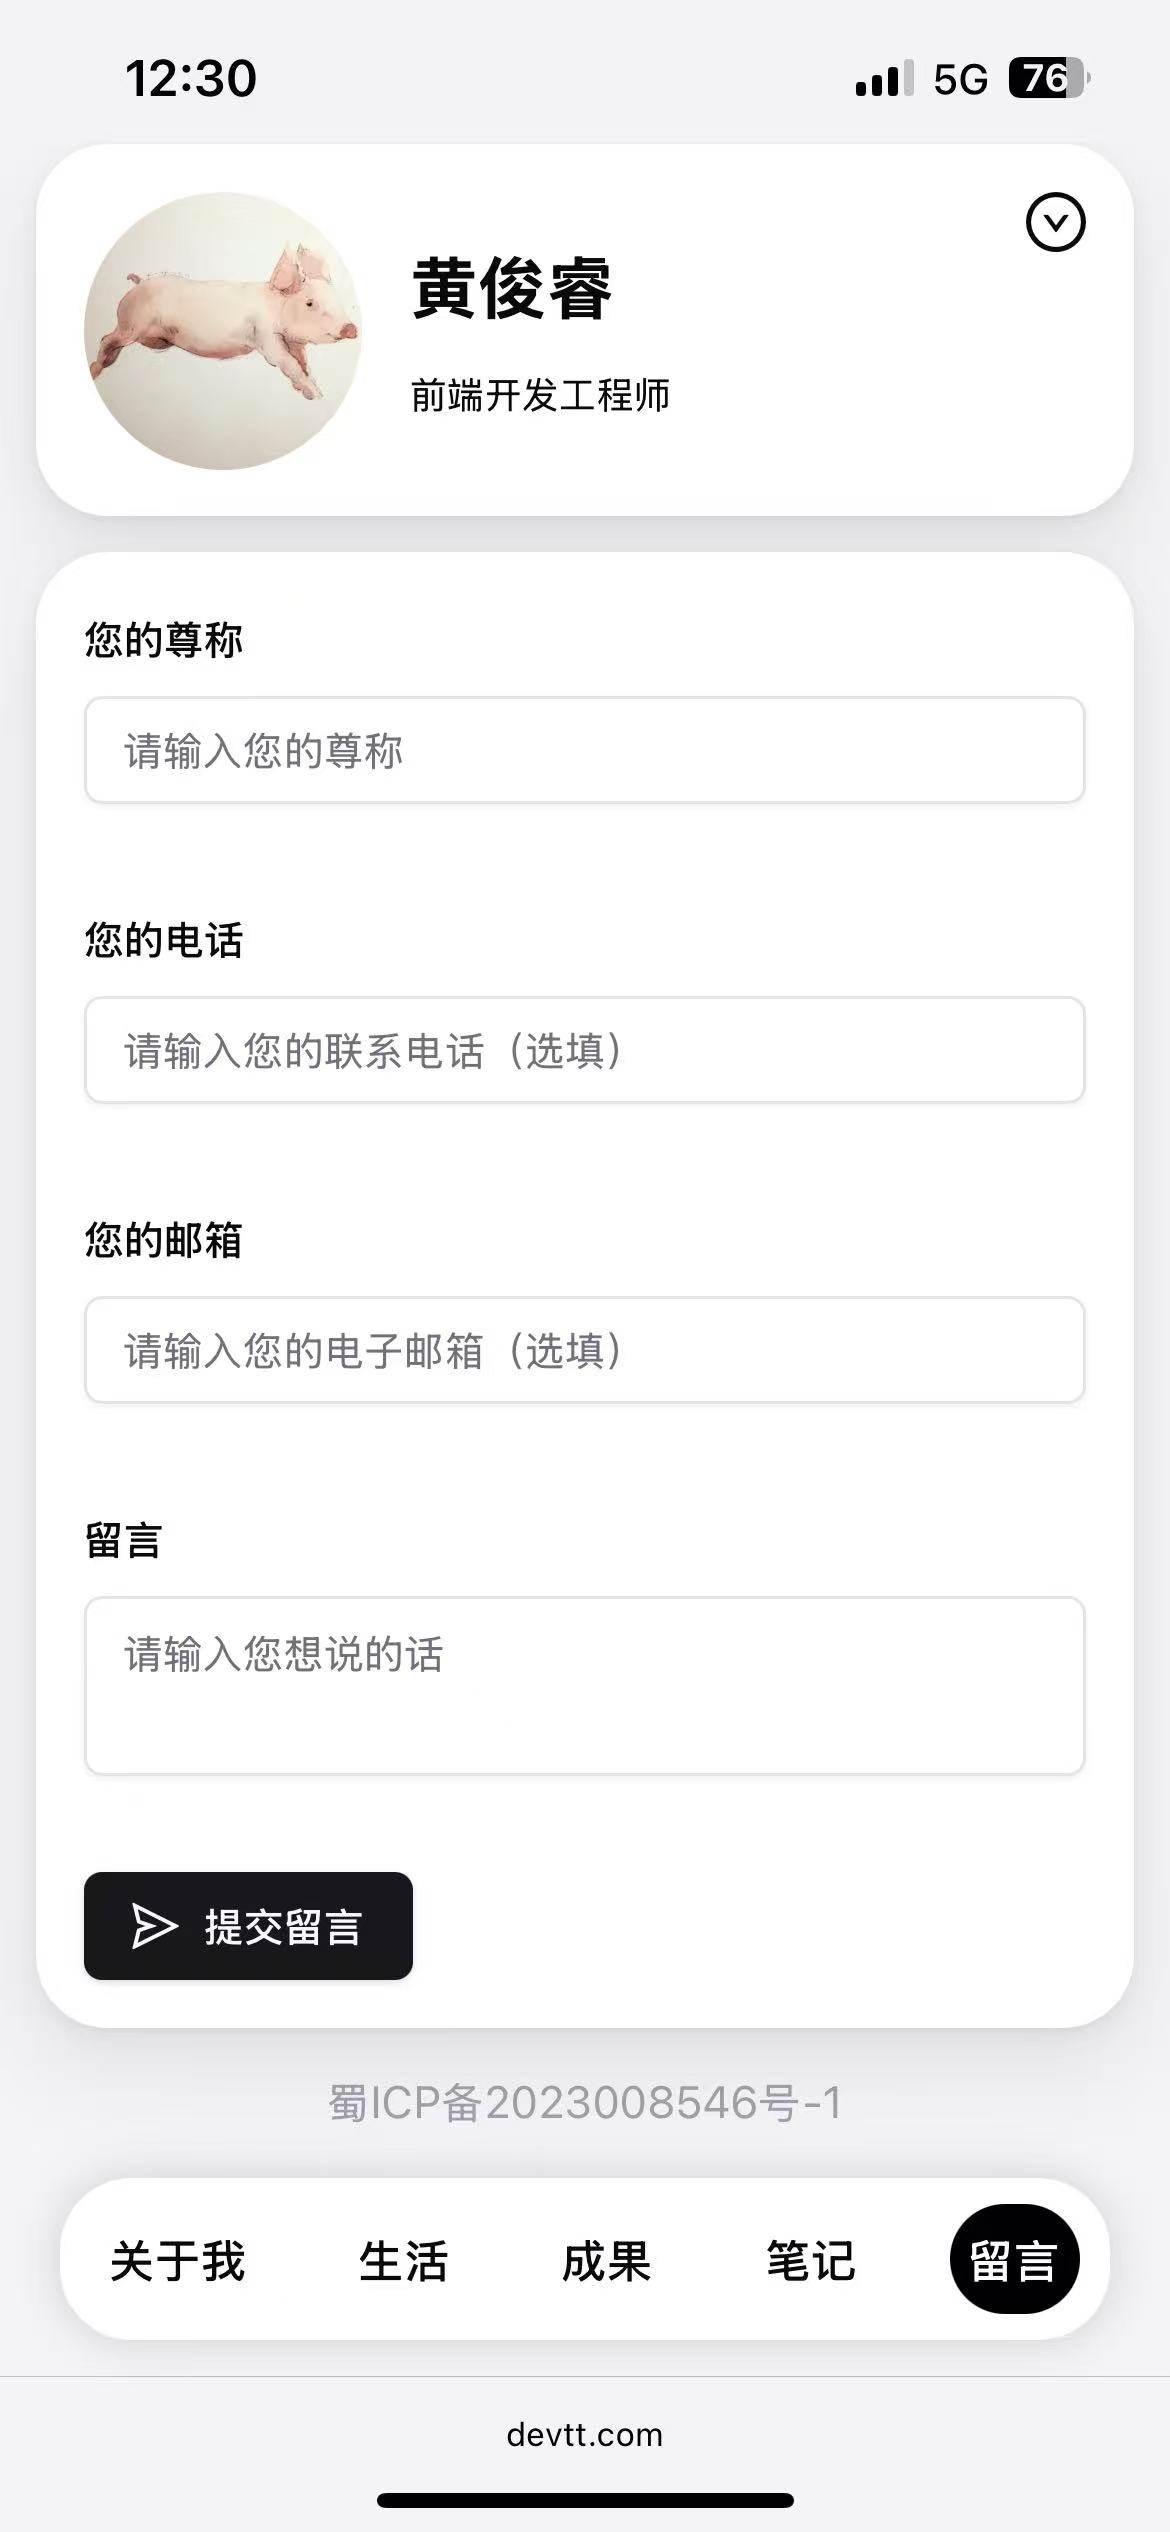 12:30
5G 76
黄俊睿
前端开发工程师
您的尊称
请输入您的尊称
您的电话
请输入您的联系电话（选填）
您的邮箱
请输入您的电子邮箱（选填）
留言
请输入您想说的话
提交留言
蜀ICP备2023008546号-1
关于我 生活 成果 笔记 留言
devtt.com